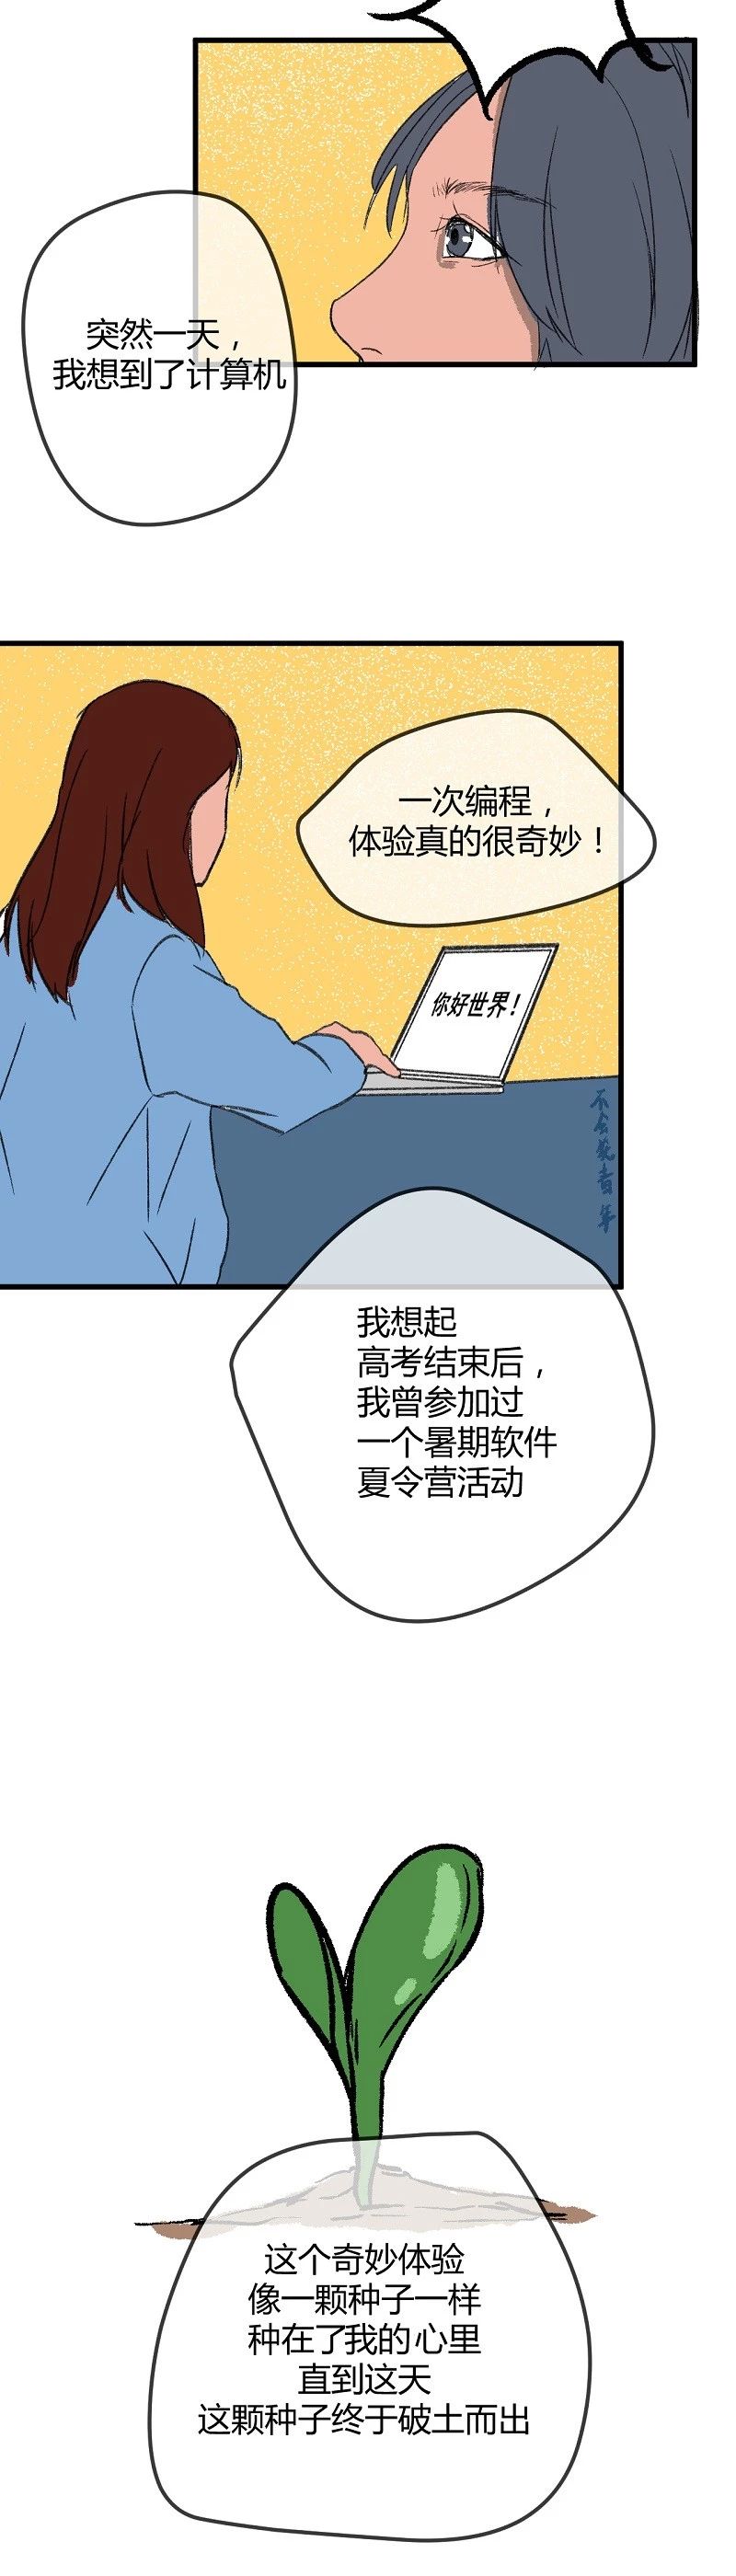 突然一天，
我想到了计算机
一次编程，
体验真的很奇妙！
你好世界！
我想起
高考结束后，
我曾参加过
一个暑期软件
夏令营活动
这个奇妙体验
像一颗种子一样
种在了我的心里
直到这天
这颗种子终于破土而出